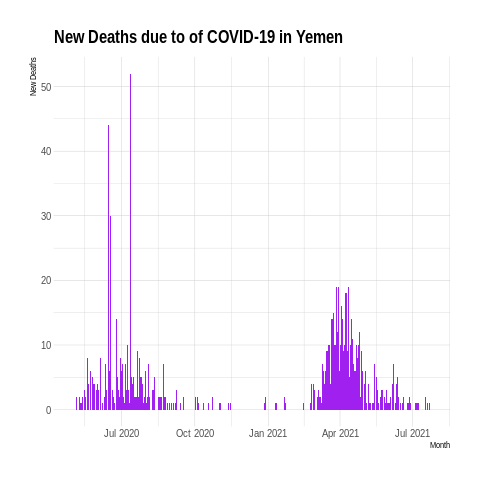 New Deaths due to of COVID-19 in Yemen
New Deaths
50
40
30
20
10
0
Jul 2020 Oct 2020 Jan 2021 Apr 2021 Jul 2021
Month